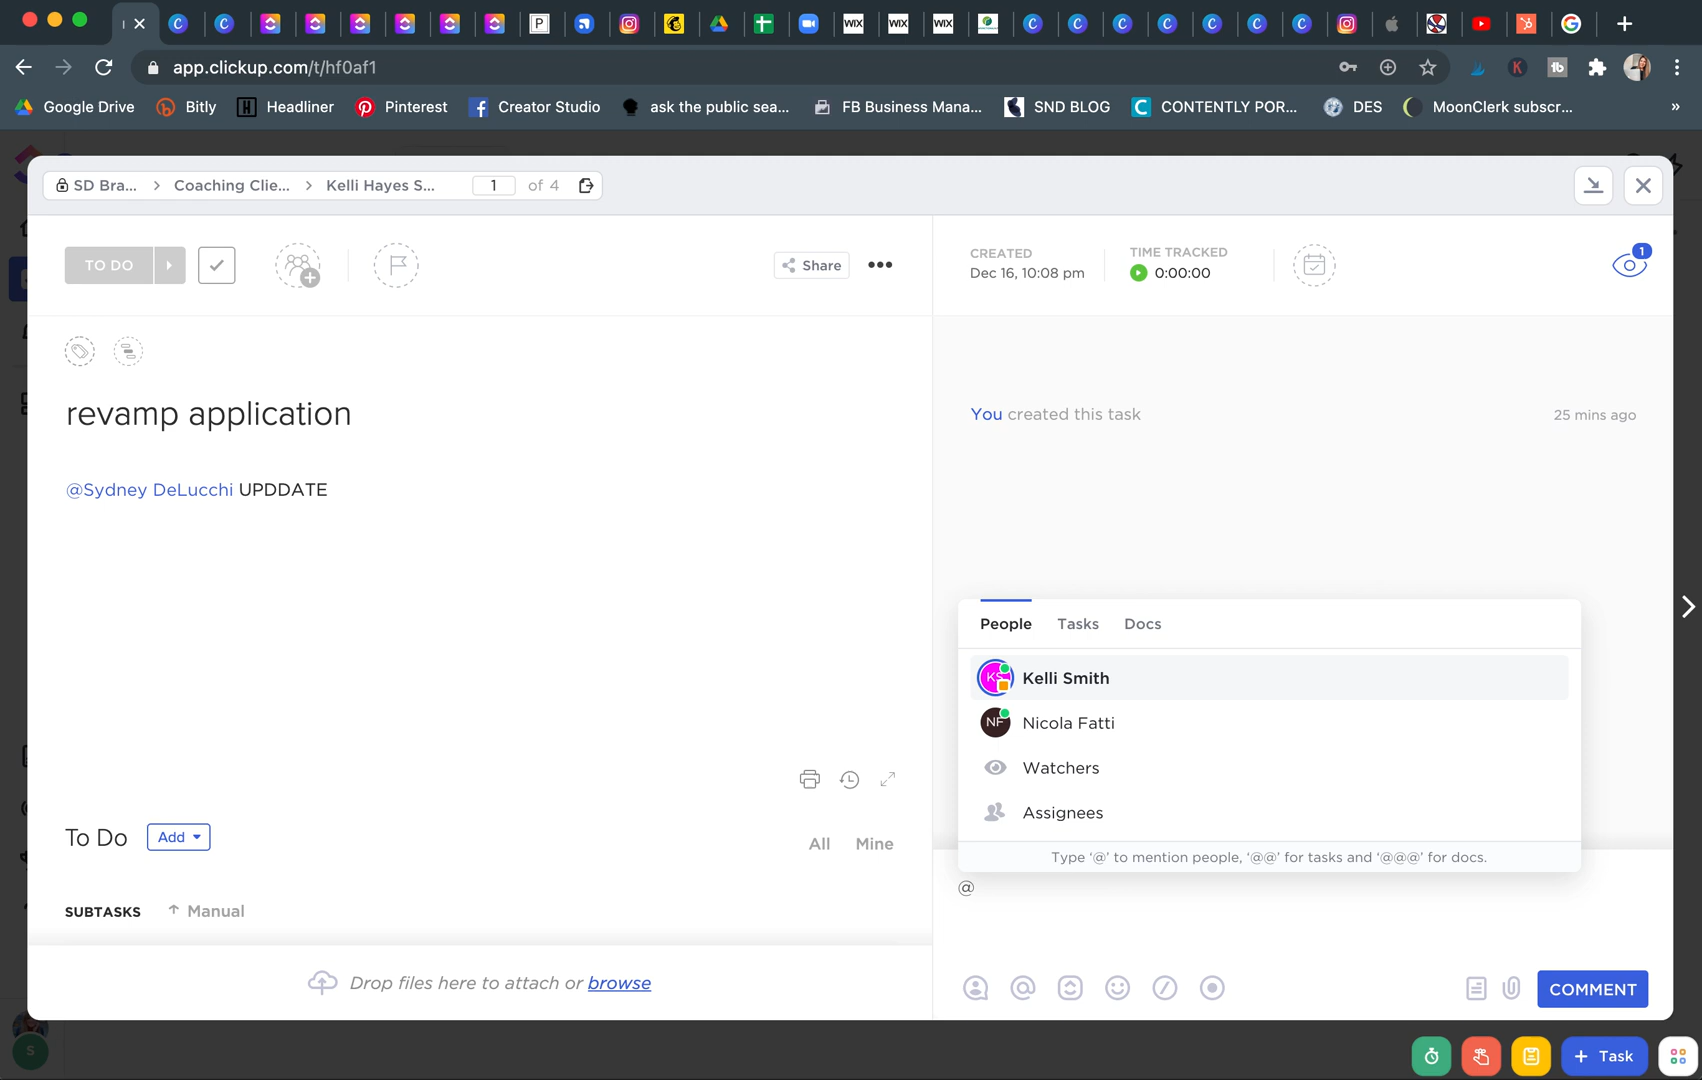 app.clickup.com/t/hf0af1
Google Drive
Bitly
Headliner
Pinterest
Creator Studio
ask the public sea...
FB Business Mana...
SND BLOG
CONTENTLY POR...
DES
MoonClerk subscr...
»
SD Bra... > Coaching Clie... > Kelli Hayes S... 1 of 4
TO DO
Share
CREATED
Dec 16, 10:08 pm
TIME TRACKED
0:00:00
1
revamp application
@Sydney DeLucchi UPDDATE
You created this task
25 mins ago
People Tasks Docs
KS Kelli Smith
NF Nicola Fatti
Watchers
Assignees
Type '@' to mention people, '@@' for tasks and '@@@' for docs.
@
To Do
Add
All Mine
SUBTASKS
Manual
Drop files here to attach or browse
COMMENT
S
+ Task